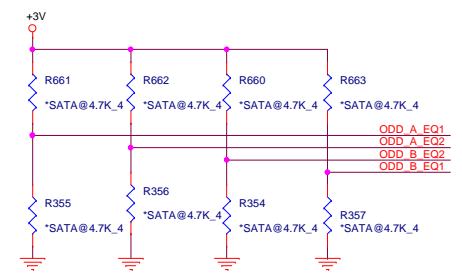 +3V
R661 R662 R660 R663
*SATA@4.7K_4 *SATA@4.7K_4 *SATA@4.7K_4 *SATA@4.7K_4
ODD_A_EQ1
ODD_A_EQ2
ODD_B_EQ2
ODD_B_EQ1
R355 R356 R354 R357
*SATA@4.7K_4 *SATA@4.7K_4 *SATA@4.7K_4 *SATA@4.7K_4